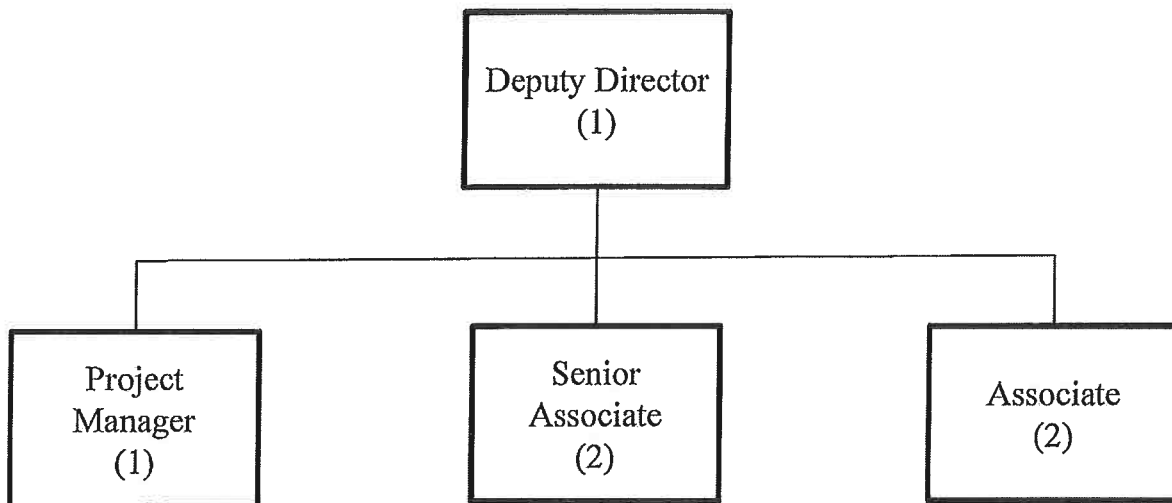 Deputy Director
(1)
Project
Manager
(1)
Senior
Associate
(2)
Associate
(2)